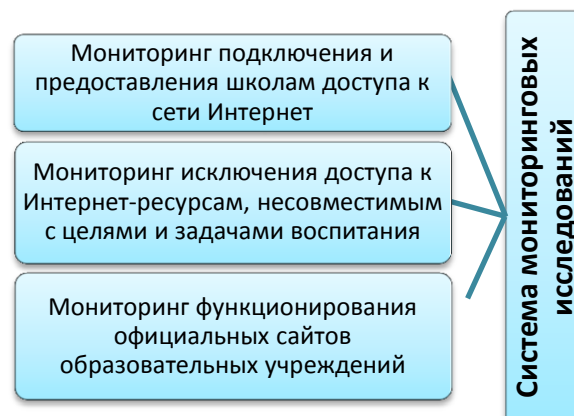 Мониторинг подключения и
предоставления школам доступа к
сети Интернет
Мониторинг исключения доступа к
Интернет-ресурсам, несовместимым
с целями и задачами воспитания
Мониторинг функционирования
официальных сайтов
образовательных учреждений
Система мониторинговых
исследований